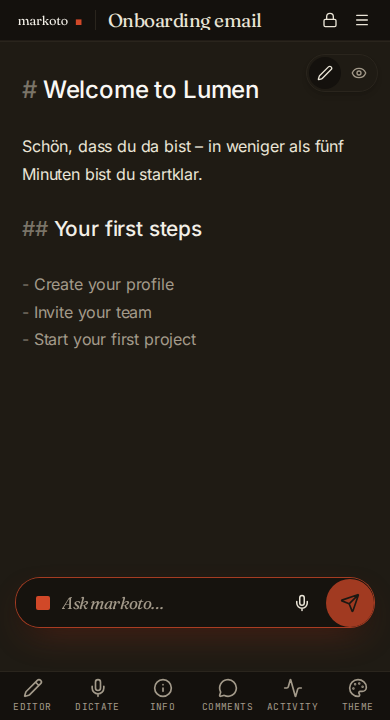 markoto
Onboarding email
# Welcome to Lumen
Schön, dass du da bist – in weniger als fünf
Minuten bist du startklar.
## Your first steps
- Create your profile
- Invite your team
- Start your first project
Ask markoto...
EDITOR DICTATE INFO COMMENTS ACTIVITY THEME